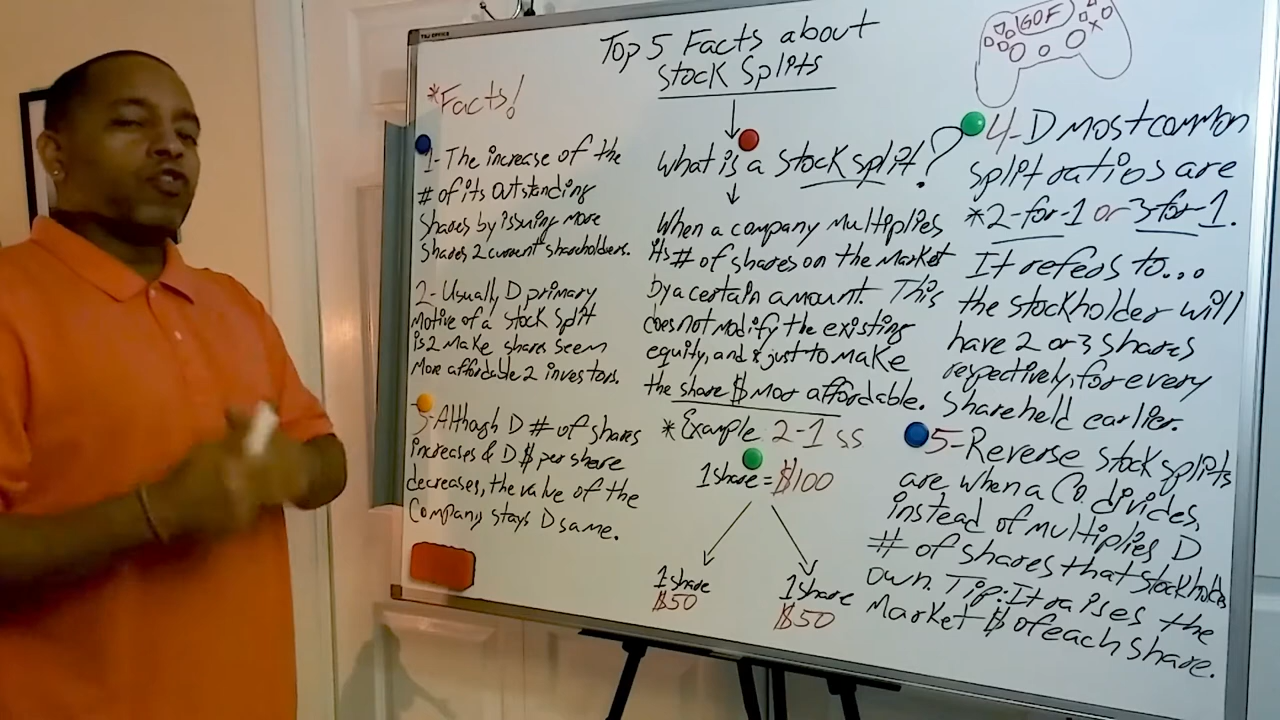 TRU OFFICE
Top 5 Facts about
Stock Splits
GOF
X
*Facts!
1- The increase of the
# of its outstanding
shares by issuing more
shares 2 current shareholders.
2- Usually D primary
motive of a stock split
is 2 make shares seem
more affordable 2 investors.
3- Although D # of shares
increases & D $ per share
decreases, the value of the
Company stays D same.
What is a stock split?
When a company multiplies
its # of shares on the market
by a certain amount. This
does not modify the existing
equity, and is just to make
the share $ mor affordable.
*Example 2-1 SS
1 share = $100
1 share
$50
1 share
$50
4- D most common
split ratios are
*2-for-1 or 3-for-1.
It refers to...
the stockholder will
have 2 or 3 shares
respectively, for every
share held earlier.
5- Reverse stock splits
are when a Co divides,
instead of multiplies D
# of shares that stockholders
own. Tip: It raises the
market $ of each share.